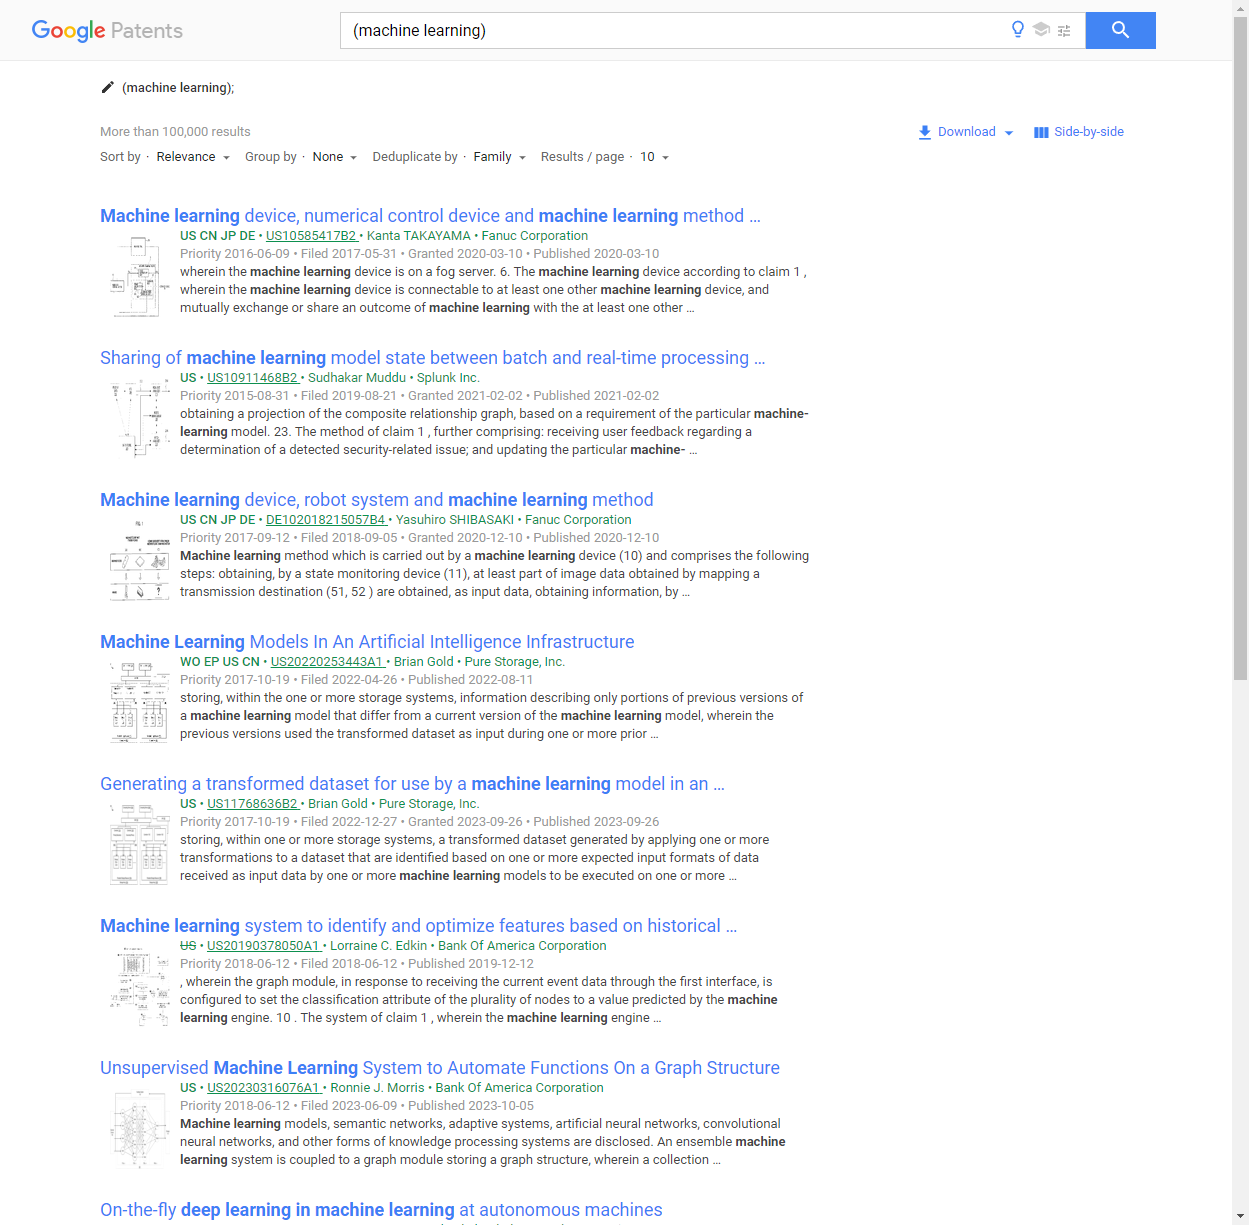 Google Patents
(machine learning)
(machine learning);
More than 100,000 results
Download
Side-by-side
Sort by · Relevance Group by · None Deduplicate by · Family Results / page · 10
Machine learning device, numerical control device and machine learning method …
US CN JP DE • US10585417B2 • Kanta TAKAYAMA • Fanuc Corporation
Priority 2016-06-09 • Filed 2017-05-31 • Granted 2020-03-10 • Published 2020-03-10
wherein the machine learning device is on a fog server. 6. The machine learning device according to claim 1 ,
wherein the machine learning device is connectable to at least one other machine learning device, and
mutually exchange or share an outcome of machine learning with the at least one other …
Sharing of machine learning model state between batch and real-time processing …
US • US10911468B2 • Sudhakar Muddu • Splunk Inc.
Priority 2015-08-31 • Filed 2019-08-21 • Granted 2021-02-02 • Published 2021-02-02
obtaining a projection of the composite relationship graph, based on a requirement of the particular machine-
learning model. 23. The method of claim 1 , further comprising: receiving user feedback regarding a
determination of a detected security-related issue; and updating the particular machine- …
Machine learning device, robot system and machine learning method
US CN JP DE • DE102018215057B4 • Yasuhiro SHIBASAKI • Fanuc Corporation
Priority 2017-09-12 • Filed 2018-09-05 • Granted 2020-12-10 • Published 2020-12-10
Machine learning method which is carried out by a machine learning device (10) and comprises the following
steps: obtaining, by a state monitoring device (11), at least part of image data obtained by mapping a
transmission destination (51, 52 ) are obtained, as input data, obtaining information, by …
Machine Learning Models In An Artificial Intelligence Infrastructure
WO EP US CN • US20220253443A1 • Brian Gold • Pure Storage, Inc.
Priority 2017-10-19 • Filed 2022-04-26 • Published 2022-08-11
storing, within the one or more storage systems, information describing only portions of previous versions of
a machine learning model that differ from a current version of the machine learning model, wherein the
previous versions used the transformed dataset as input during one or more prior …
Generating a transformed dataset for use by a machine learning model in an …
US • US11768636B2 • Brian Gold • Pure Storage, Inc.
Priority 2017-10-19 • Filed 2022-12-27 • Granted 2023-09-26 • Published 2023-09-26
storing, within one or more storage systems, a transformed dataset generated by applying one or more
transformations to a dataset that are identified based on one or more expected input formats of data
received as input data by one or more machine learning models to be executed on one or more …
Machine learning system to identify and optimize features based on historical …
US • US20190378050A1 • Lorraine C. Edkin • Bank Of America Corporation
Priority 2018-06-12 • Filed 2018-06-12 • Published 2019-12-12
, wherein the graph module, in response to receiving the current event data through the first interface, is
configured to set the classification attribute of the plurality of nodes to a value predicted by the machine
learning engine. 10 . The system of claim 1 , wherein the machine learning engine …
Unsupervised Machine Learning System to Automate Functions On a Graph Structure
US • US20230316076A1 • Ronnie J. Morris • Bank Of America Corporation
Priority 2018-06-12 • Filed 2023-06-09 • Published 2023-10-05
Machine learning models, semantic networks, adaptive systems, artificial neural networks, convolutional
neural networks, and other forms of knowledge processing systems are disclosed. An ensemble machine
learning system is coupled to a graph module storing a graph structure, wherein a collection …
On-the-fly deep learning in machine learning at autonomous machines